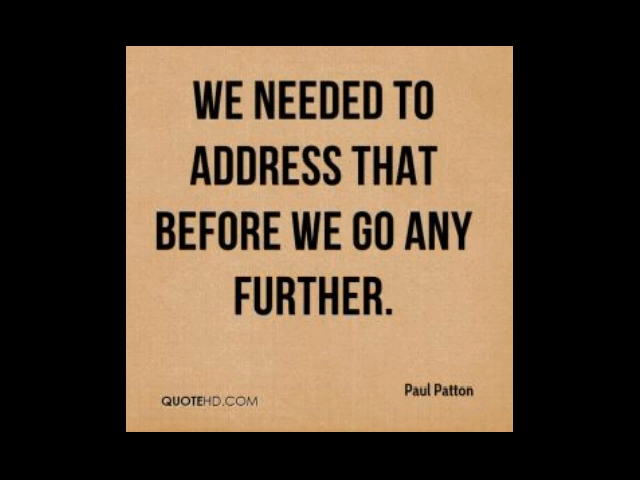 WE NEEDED TO
ADDRESS THAT
BEFORE WE GO ANY
FURTHER.
Paul Patton
QUOTEHD.COM